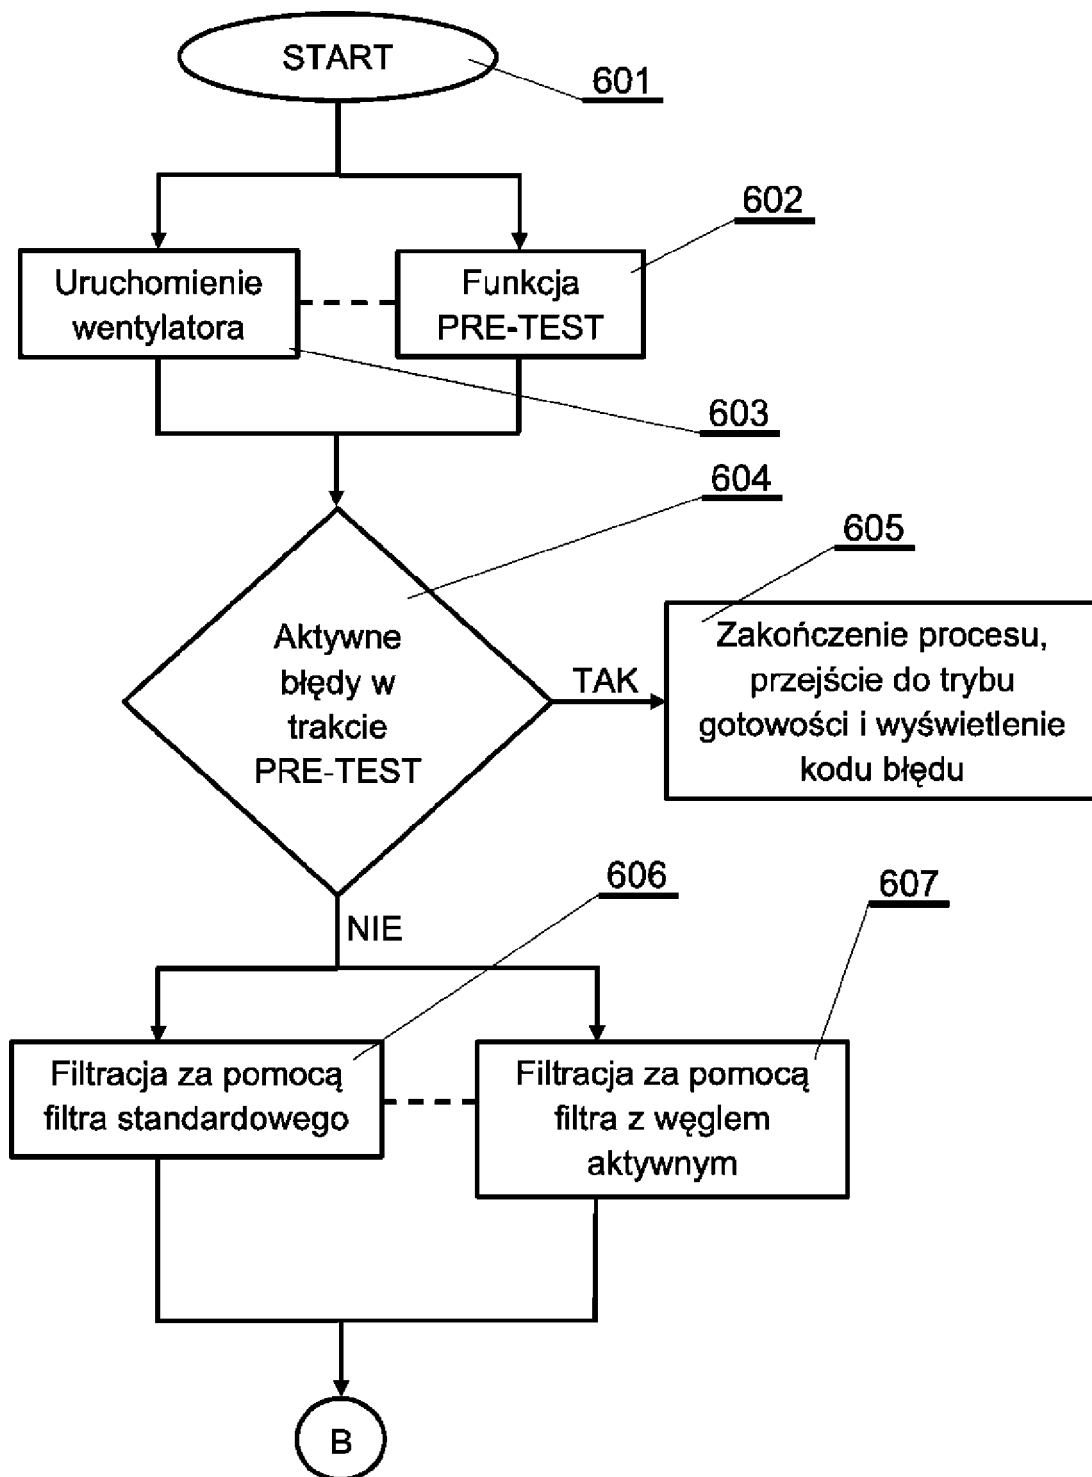 START
601
602
Uruchomienie
wentylatora
Funkcja
PRE-TEST
603
604
605
Aktywne
błędy w
trakcie
PRE-TEST
TAK
Zakończenie procesu,
przejście do trybu
gotowości i wyświetlenie
kodu błędu
606
607
NIE
Filtracja za pomocą
filtra standardowego
Filtracja za pomocą
filtra z węglem
aktywnym
B